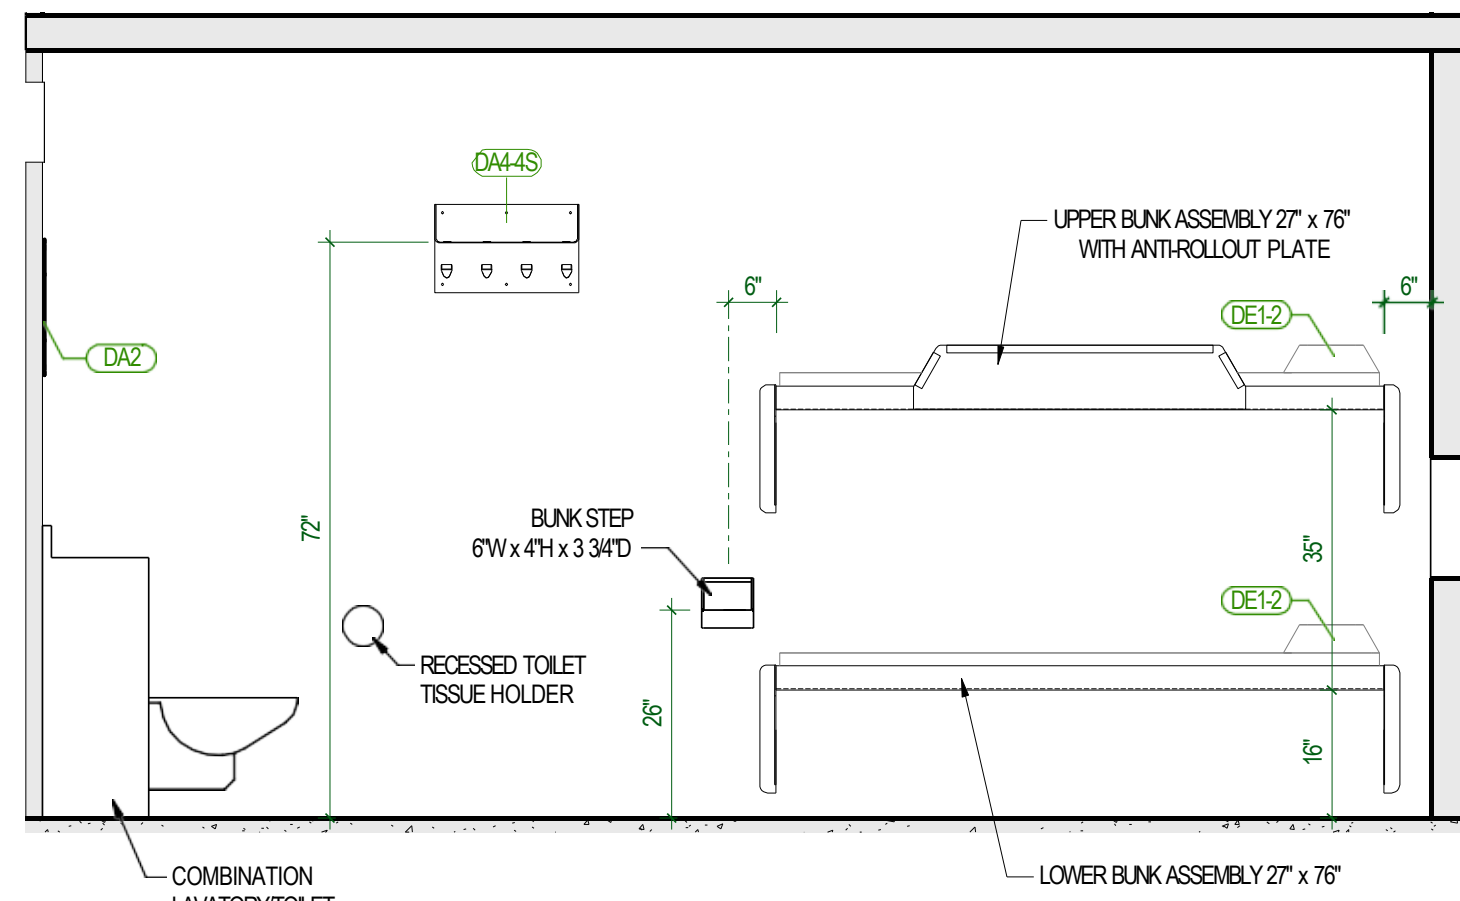 DA4-4S
UPPER BUNK ASSEMBLY 27" x 76"
WITH ANTI-ROLLOUT PLATE
6"
6"
DE1-2
DA2
72"
BUNK STEP
6"W x 4"H x 3 3/4"D
35"
DE1-2
RECESSED TOILET
TISSUE HOLDER
26"
16"
COMBINATION
LAVATORY/TOILET
LOWER BUNK ASSEMBLY 27" x 76"